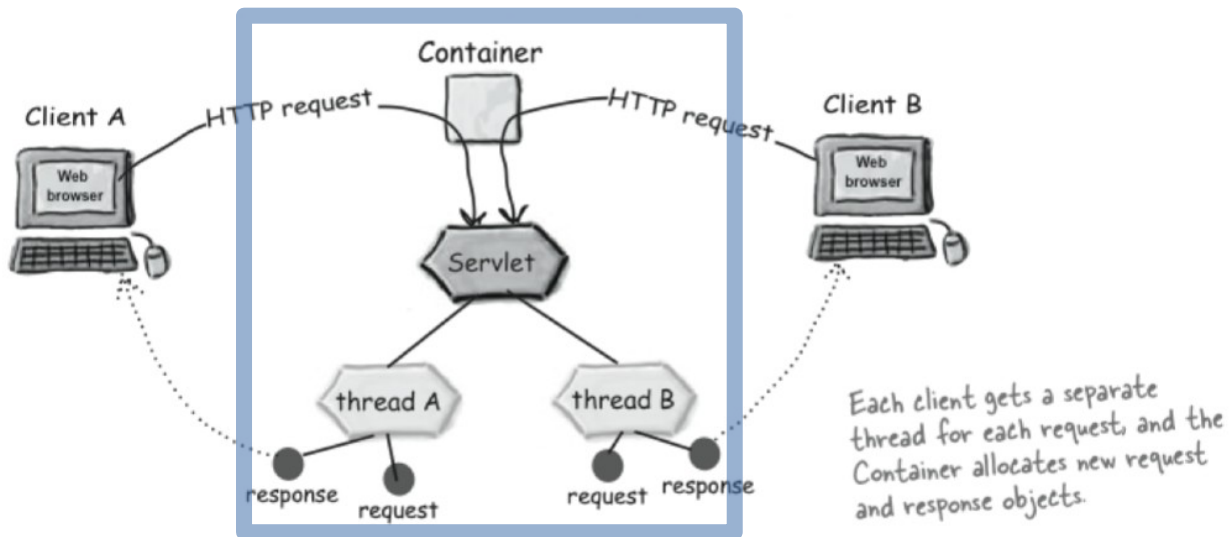 Container
Client A
HTTP request
HTTP request
Client B
Web
browser
Web
browser
Servlet
thread A
thread B
response
request
request
response
Each client gets a separate
thread for each request, and the
Container allocates new request
and response objects.